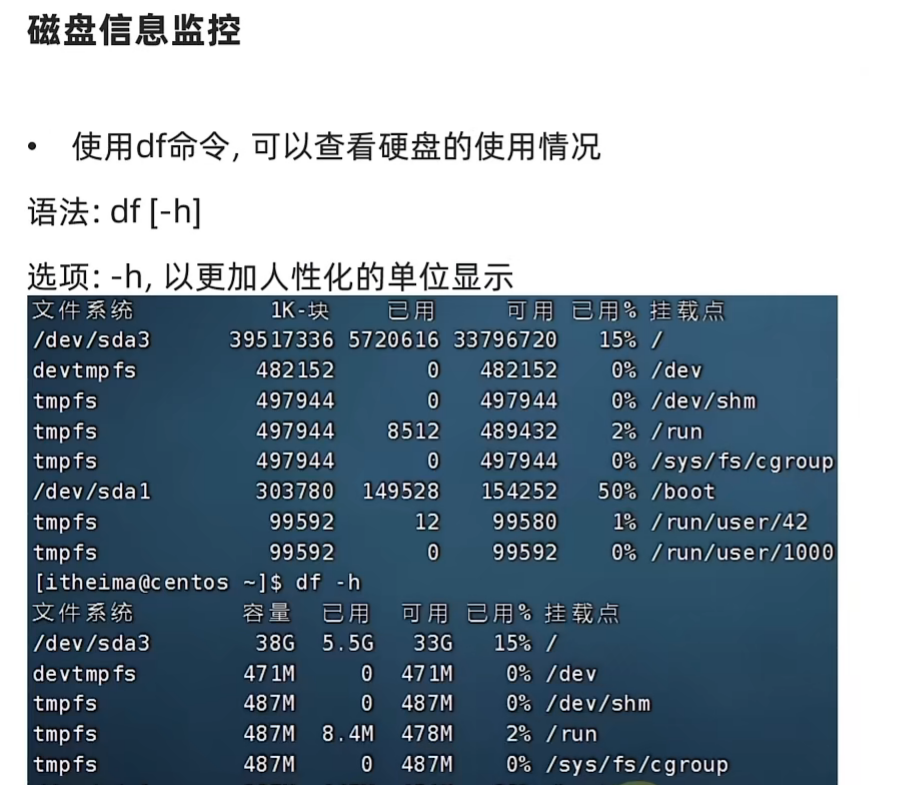 磁盘信息监控
• 使用df命令, 可以查看硬盘的使用情况
语法: df [-h]
选项: -h, 以更加人性化的单位显示
文件系统 1K-块 已用 可用 已用% 挂载点
/dev/sda3 39517336 5720616 33796720 15% /
devtmpfs 482152 0 482152 0% /dev
tmpfs 497944 0 497944 0% /dev/shm
tmpfs 497944 8512 489432 2% /run
tmpfs 497944 0 497944 0% /sys/fs/cgroup
/dev/sda1 303780 149528 154252 50% /boot
tmpfs 99592 12 99580 1% /run/user/42
tmpfs 99592 0 99592 0% /run/user/1000
[itheima@centos ~]$ df -h
文件系统 容量 已用 可用 已用% 挂载点
/dev/sda3 38G 5.5G 33G 15% /
devtmpfs 471M 0 471M 0% /dev
tmpfs 487M 0 487M 0% /dev/shm
tmpfs 487M 8.4M 478M 2% /run
tmpfs 487M 0 487M 0% /sys/fs/cgroup